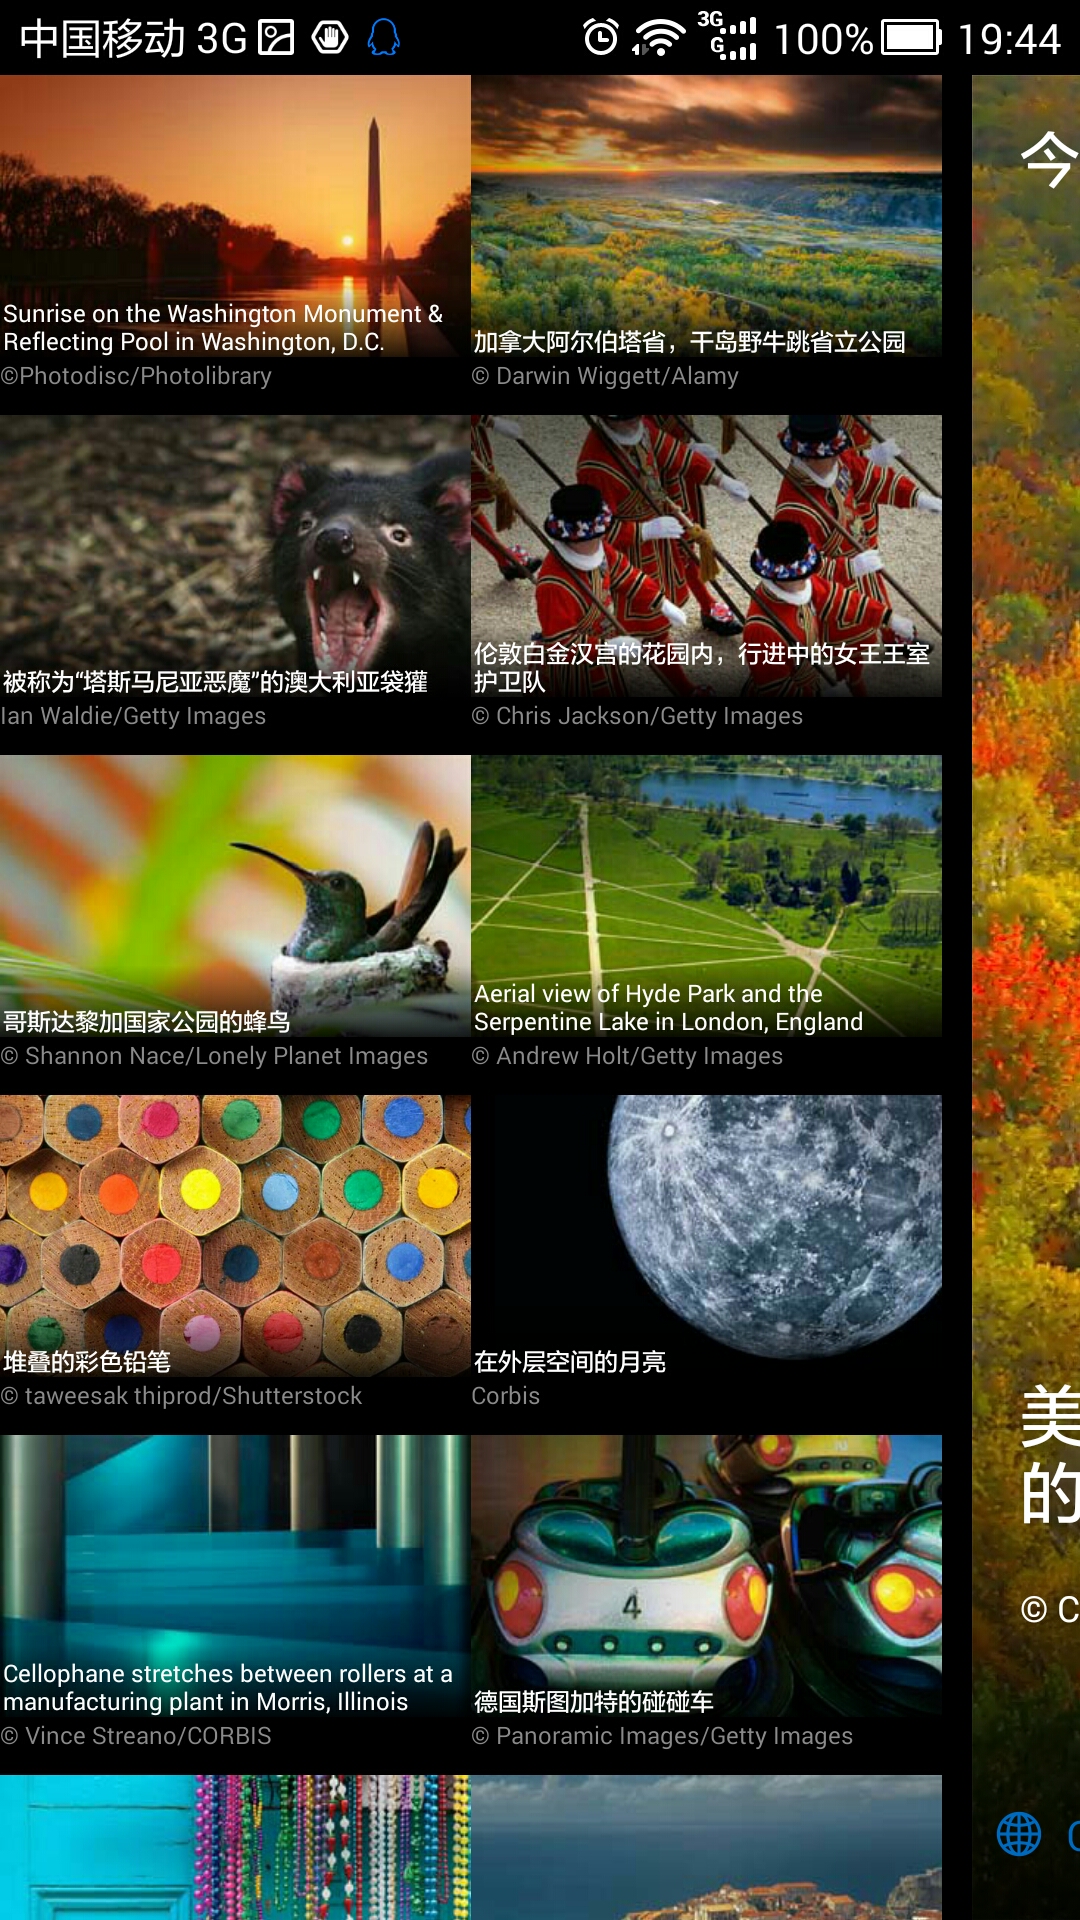 中国移动 3G
3G
G
100%
19:44
Sunrise on the Washington Monument &
Reflecting Pool in Washington, D.C.
©Photodisc/Photolibrary
加拿大阿尔伯塔省，干岛野牛跳省立公园
© Darwin Wiggett/Alamy
被称为“塔斯马尼亚恶魔”的澳大利亚袋獾
Ian Waldie/Getty Images
伦敦白金汉宫的花园内，行进中的女王王室
护卫队
© Chris Jackson/Getty Images
哥斯达黎加国家公园的蜂鸟
© Shannon Nace/Lonely Planet Images
Aerial view of Hyde Park and the
Serpentine Lake in London, England
© Andrew Holt/Getty Images
堆叠的彩色铅笔
© taweesak thiprod/Shutterstock
在外层空间的月亮
Corbis
Cellophane stretches between rollers at a
manufacturing plant in Morris, Illinois
© Vince Streano/CORBIS
4
德国斯图加特的碰碰车
© Panoramic Images/Getty Images
今
美
的
© C